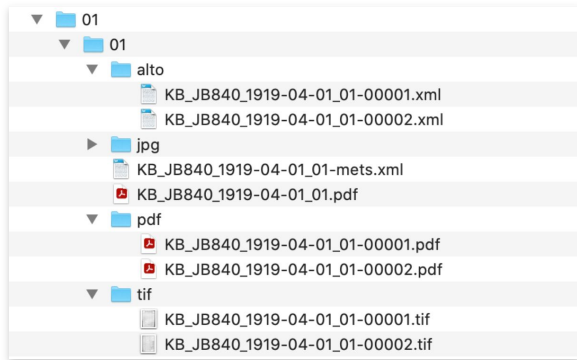 01
01
alto
KB_JB840_1919-04-01_01-00001.xml
KB_JB840_1919-04-01_01-00002.xml
jpg
KB_JB840_1919-04-01_01-mets.xml
KB_JB840_1919-04-01_01.pdf
pdf
KB_JB840_1919-04-01_01-00001.pdf
KB_JB840_1919-04-01_01-00002.pdf
tif
KB_JB840_1919-04-01_01-00001.tif
KB_JB840_1919-04-01_01-00002.tif